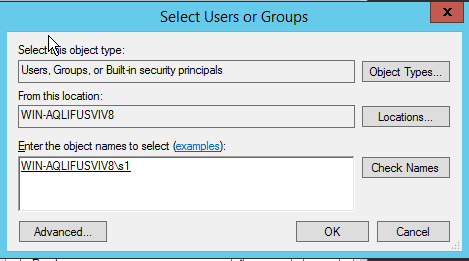 Select Users or Groups
x
Select this object type:
Users, Groups, or Built-in security principals
Object Types...
From this location:
WIN-AQLIFUSVIV8
Locations...
Enter the object names to select (examples):
WIN-AQLIFUSVIV8\s1
Check Names
Advanced...
OK
Cancel